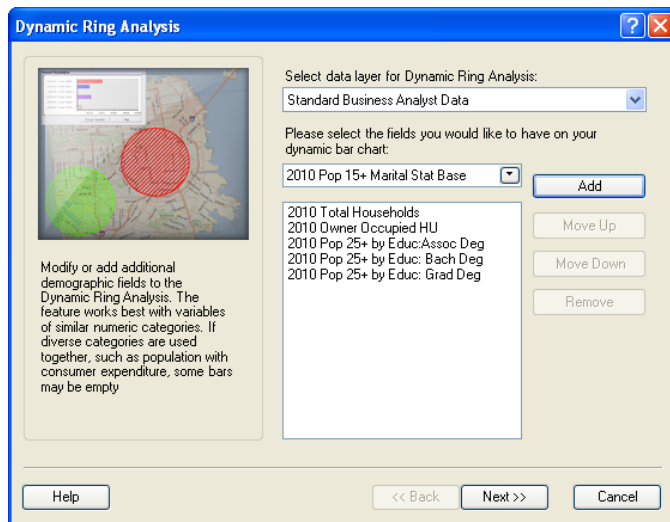 Dynamic Ring Analysis
Select data layer for Dynamic Ring Analysis:
Standard Business Analyst Data
Please select the fields you would like to have on your
dynamic bar chart:
2010 Pop 15+ Marital Stat Base
Add
2010 Total Households
2010 Owner Occupied HU
2010 Pop 25+ by Educ:Assoc Deg
2010 Pop 25+ by Educ: Bach Deg
2010 Pop 25+ by Educ: Grad Deg
Move Up
Move Down
Remove
Modify or add additional
demographic fields to the
Dynamic Ring Analysis. The
feature works best with variables
of similar numeric categories. If
diverse categories are used
together, such as population with
consumer expenditure, some bars
may be empty
Help
<< Back
Next >>
Cancel